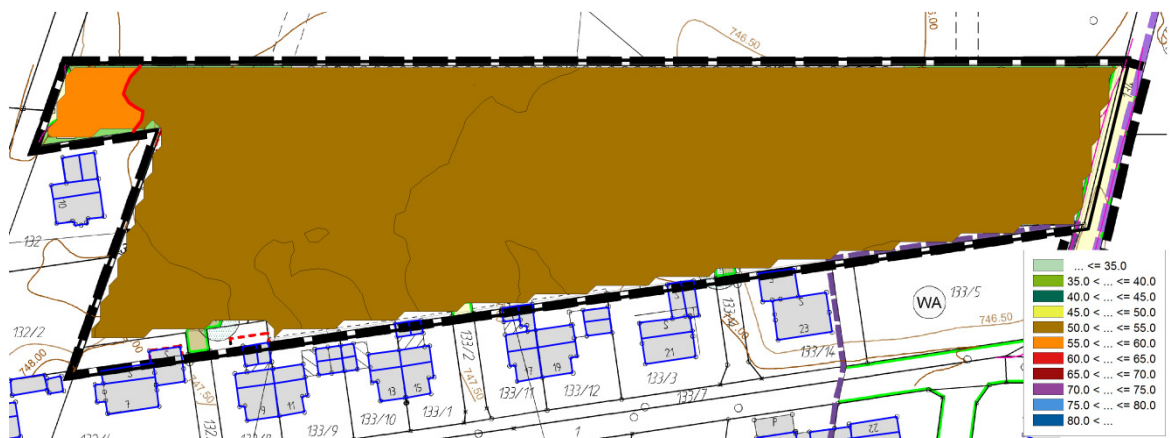 746.50
134
10
132
132/2
748.00
747.50
7
9
11
133/9
133/10
13
15
133/1
133/2
747.80
133/11
17
19
133/12
S
21
133/3
133/7
S
S
23
133/14
WA
133/5
746.50
1
22
... <= 35.0
35.0 < ... <= 40.0
40.0 < ... <= 45.0
45.0 < ... <= 50.0
50.0 < ... <= 55.0
55.0 < ... <= 60.0
60.0 < ... <= 65.0
65.0 < ... <= 70.0
70.0 < ... <= 75.0
75.0 < ... <= 80.0
80.0 < ...